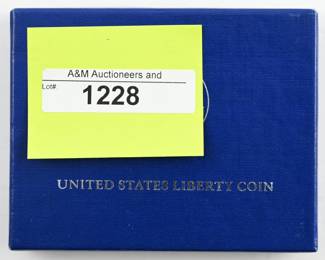 A&M Auctioneers and
Lot#:
1228
UNITED STATES LIBERTY COIN